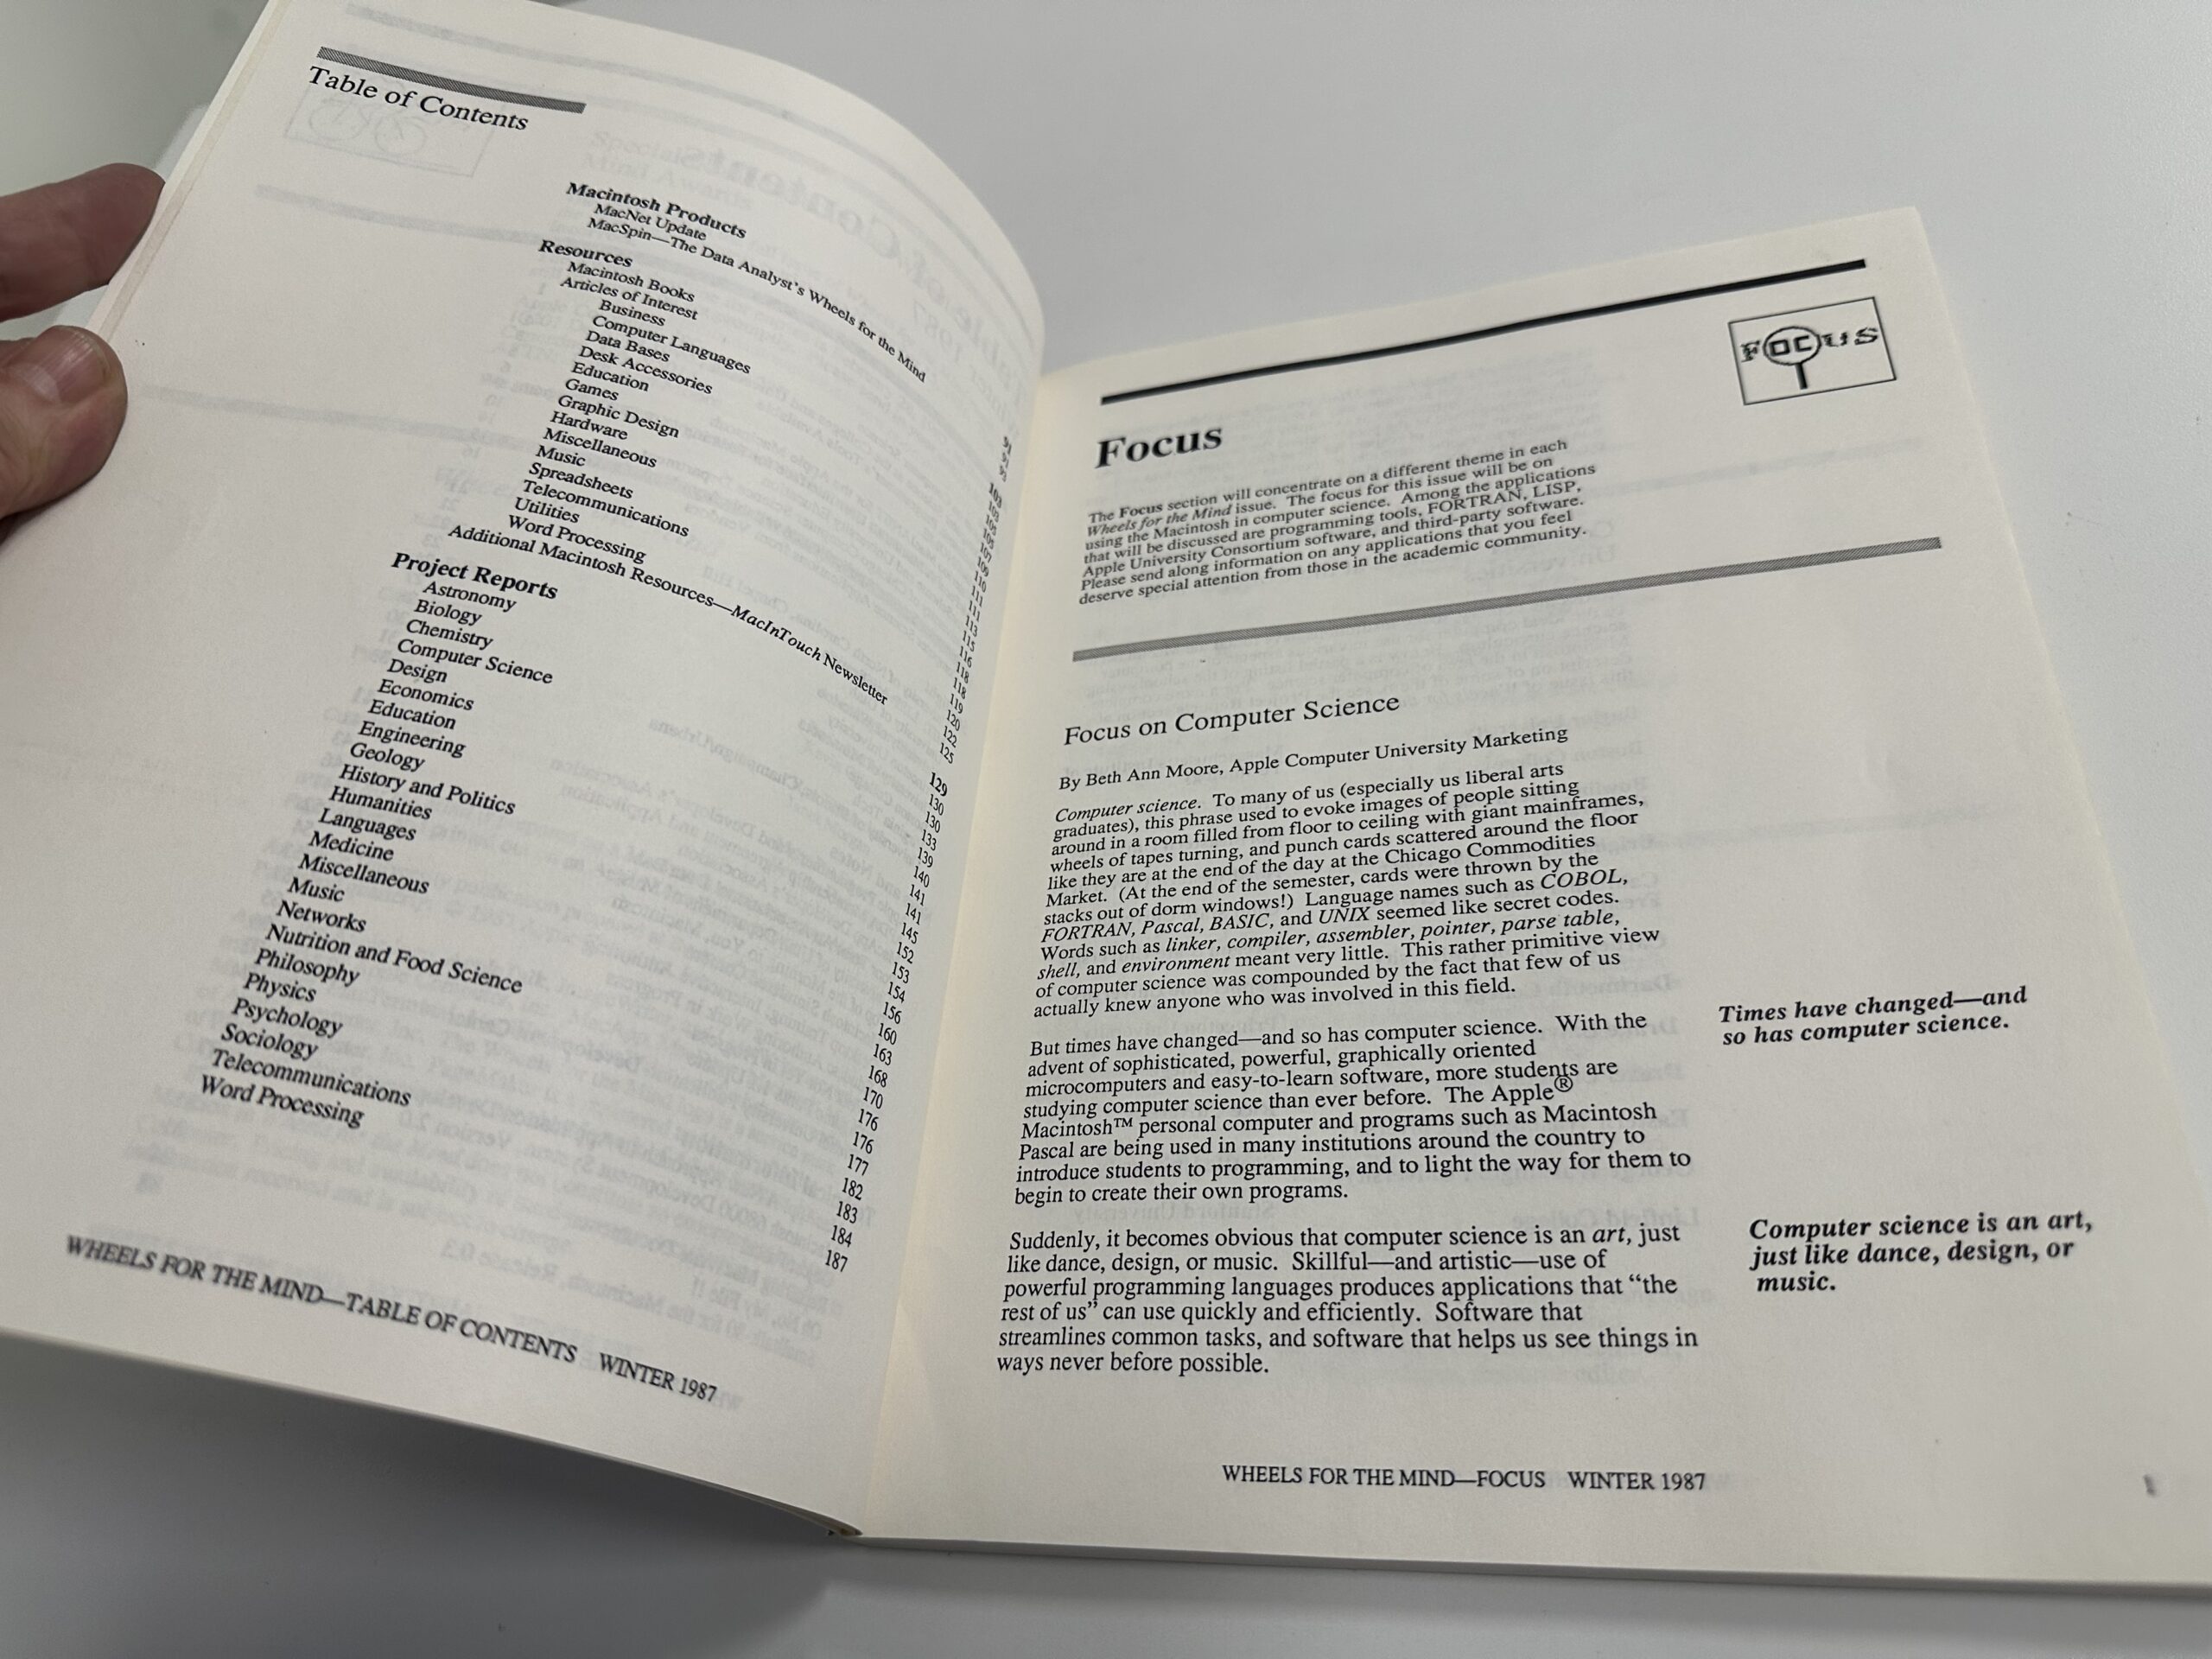 Table of Contents
Macintosh Products
MacNet Update
MacSpin—The Data Analyst's Wheels for the Mind
Resources 103
Macintosh Books 103
Articles of Interest 105
Business 105
Computer Languages 107
Data Bases 109
Desk Accessories 110
Education 111
Games 111
Graphic Design 113
Hardware 115
Miscellaneous 116
Music 118
Spreadsheets 118
Telecommunications 119
Utilities 120
Word Processing 122
Additional Macintosh Resources—MacInTouch Newsletter 125
Project Reports 129
Astronomy 130
Biology 130
Chemistry 133
Computer Science 139
Design 140
Economics 141
Education 141
Engineering 145
Geology 152
History and Politics 153
Humanities 154
Languages 156
Medicine 160
Miscellaneous 163
Music 168
Networks 170
Nutrition and Food Science 176
Philosophy 176
Physics 177
Psychology 182
Sociology 183
Telecommunications 184
Word Processing 187
WHEELS FOR THE MIND—TABLE OF CONTENTS WINTER 1987
FOCUS
Focus
The Focus section will concentrate on a different theme in each
Wheels for the Mind issue. The focus for this issue will be on
using the Macintosh in computer science. Among the applications
that will be discussed are programming tools, FORTRAN, LISP,
Apple University Consortium software, and third-party software.
Please send along information on any applications that you feel
deserve special attention from those in the academic community.
Focus on Computer Science
By Beth Ann Moore, Apple Computer University Marketing
Computer science. To many of us (especially us liberal arts
graduates), this phrase used to evoke images of people sitting
around in a room filled from floor to ceiling with giant mainframes,
wheels of tapes turning, and punch cards scattered around the floor
like they are at the end of the day at the Chicago Commodities
Market. (At the end of the semester, cards were thrown by the
stacks out of dorm windows!) Language names such as COBOL,
FORTRAN, Pascal, BASIC, and UNIX seemed like secret codes.
Words such as linker, compiler, assembler, pointer, parse table,
shell, and environment meant very little. This rather primitive view
of computer science was compounded by the fact that few of us
actually knew anyone who was involved in this field.
But times have changed—and so has computer science. With the
advent of sophisticated, powerful, graphically oriented
microcomputers and easy-to-learn software, more students are
studying computer science than ever before. The Apple®
Macintosh™ personal computer and programs such as Macintosh
Pascal are being used in many institutions around the country to
introduce students to programming, and to light the way for them to
begin to create their own programs.
Times have changed—and
so has computer science.
Suddenly, it becomes obvious that computer science is an art, just
like dance, design, or music. Skillful—and artistic—use of
powerful programming languages produces applications that “the
rest of us” can use quickly and efficiently. Software that
streamlines common tasks, and software that helps us see things in
ways never before possible.
Computer science is an art,
just like dance, design, or
music.
WHEELS FOR THE MIND—FOCUS WINTER 1987
1